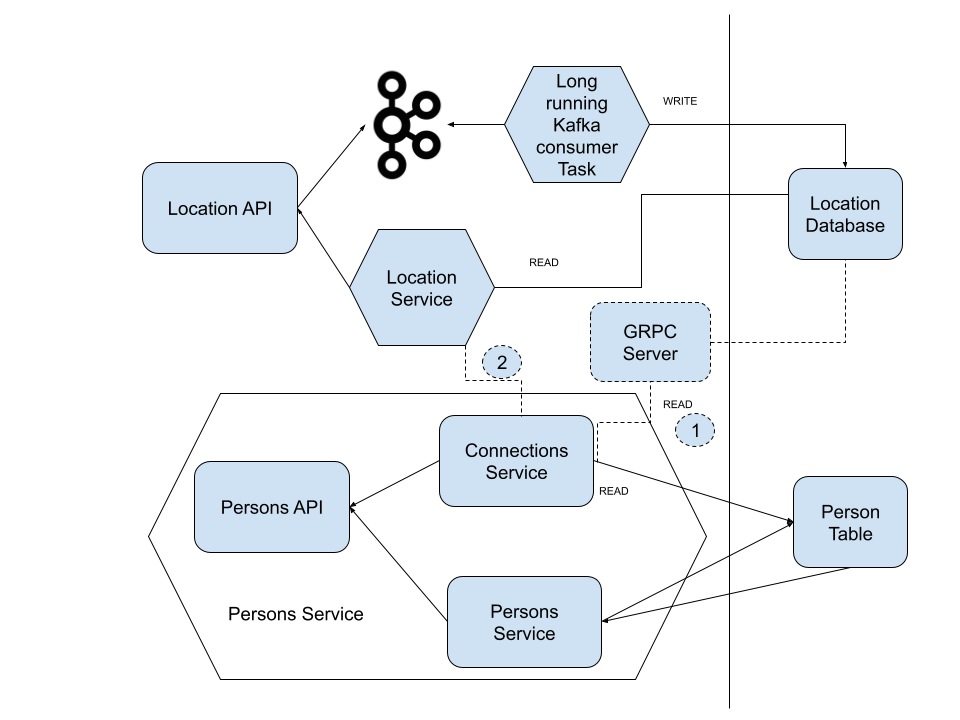 Long
running
Kafka
consumer
Task
WRITE
Location API
Location
Database
Location
Service
READ
GRPC
Server
2
READ
1
Connections
Service
READ
Persons API
Person
Table
Persons Service
Persons
Service